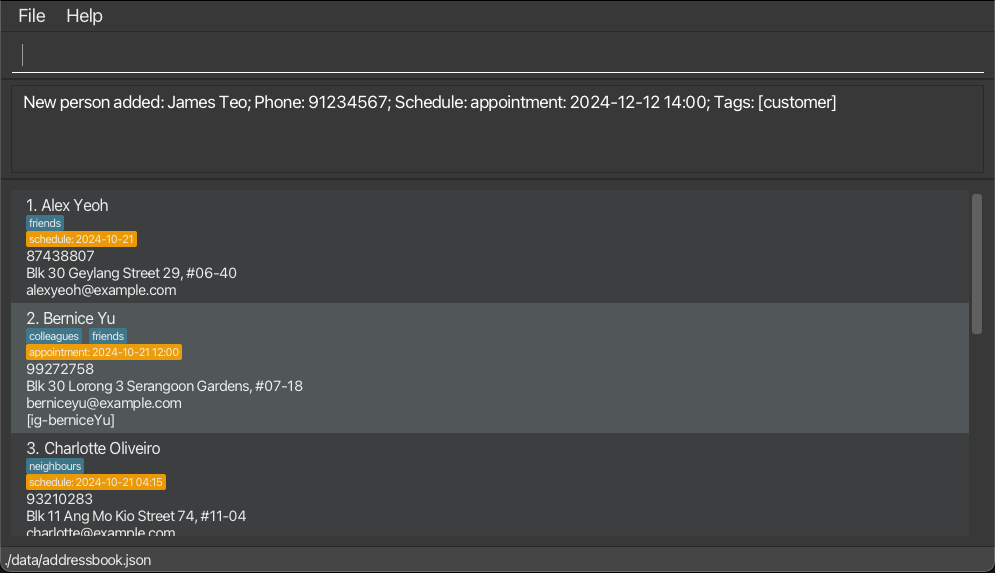 File Help
New person added: James Teo; Phone: 91234567; Schedule: appointment: 2024-12-12 14:00; Tags: [customer]
1. Alex Yeoh
friends
schedule: 2024-10-21
87438807
Blk 30 Geylang Street 29, #06-40
alexyeoh@example.com
2. Bernice Yu
colleagues friends
appointment: 2024-10-21 12:00
99272758
Blk 30 Lorong 3 Serangoon Gardens, #07-18
berniceyu@example.com
[ig-berniceYu]
3. Charlotte Oliveiro
neighbours
schedule: 2024-10-21 04:15
93210283
Blk 11 Ang Mo Kio Street 74, #11-04
charlotte@example.com
./data/addressbook.json